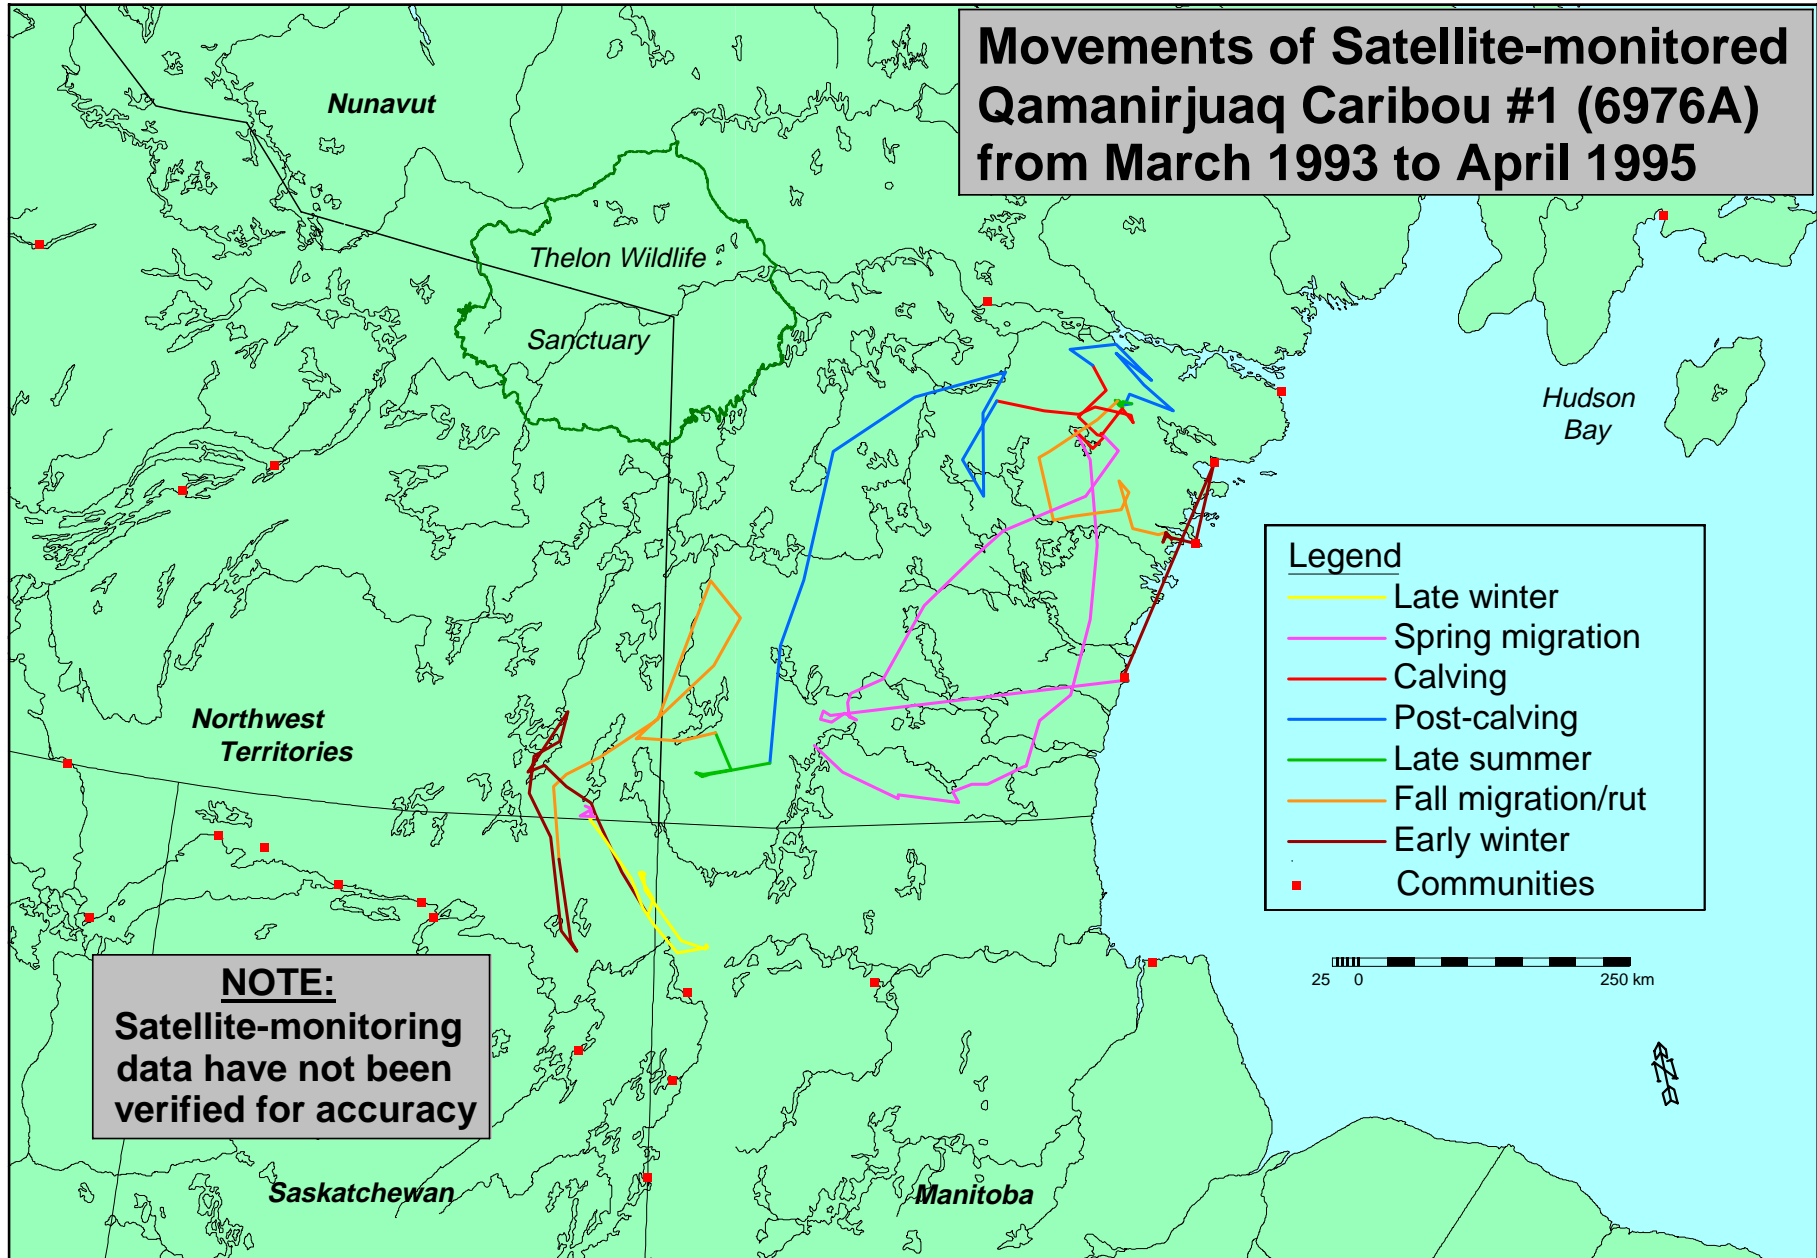 Movements of Satellite-monitored
Qamanirjuaq Caribou #1 (6976A)
from March 1993 to April 1995
Nunavut
Thelon Wildlife
Sanctuary
Hudson
Bay
Legend
Late winter
Spring migration
Calving
Post-calving
Late summer
Fall migration/rut
Early winter
Communities
Northwest
Territories
25 0 250 km
N
NOTE:
Satellite-monitoring
data have not been
verified for accuracy
Saskatchewan
Manitoba